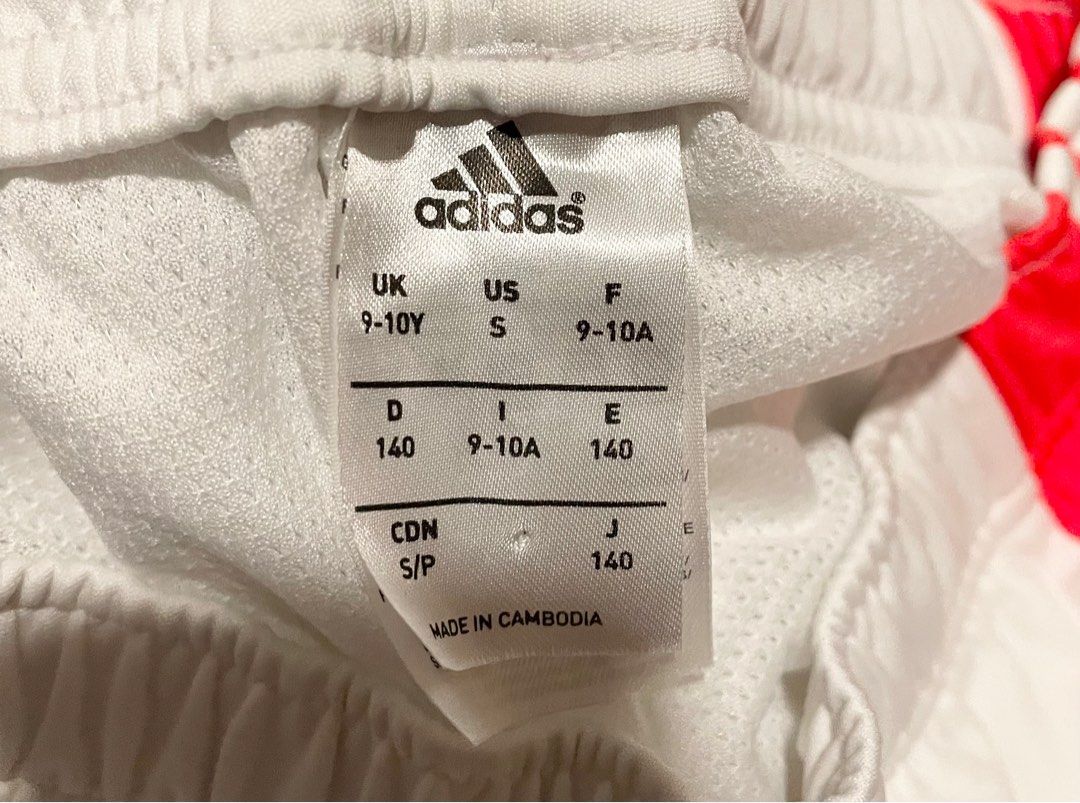 adidas®
UK US F
9-10Y S 9-10A
D I E
140 9-10A 140
CDN J
S/P 140
MADE IN CAMBODIA
E